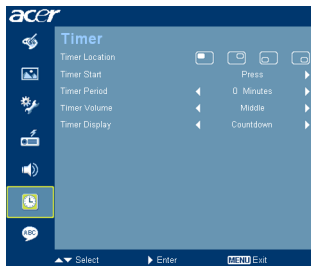 acer
Timer
Timer Location
Timer Start Press
Timer Period 0 Minutes
Timer Volume Middle
Timer Display Countdown
ABC
Select Enter MENU Exit